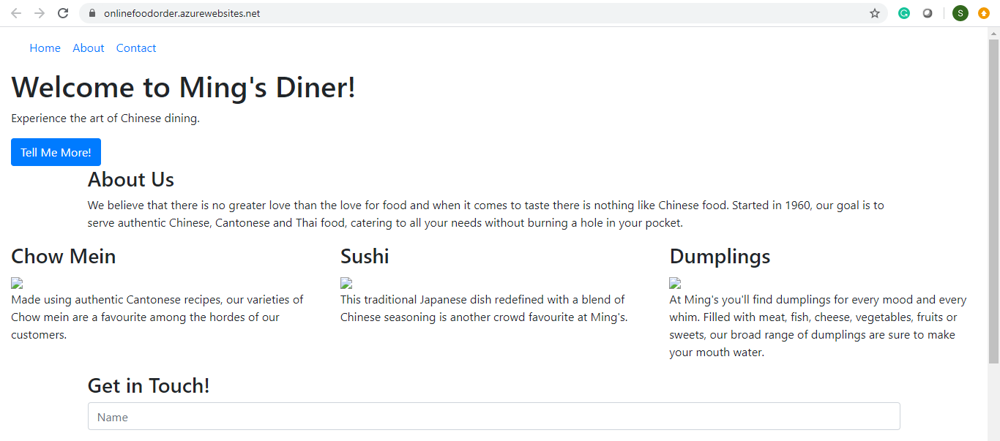 onlinefoodorder.azurewebsites.net
G
S
Home About Contact
Welcome to Ming's Diner!
Experience the art of Chinese dining.
Tell Me More!
About Us
We believe that there is no greater love than the love for food and when it comes to taste there is nothing like Chinese food. Started in 1960, our goal is to
serve authentic Chinese, Cantonese and Thai food, catering to all your needs without burning a hole in your pocket.
Chow Mein
Made using authentic Cantonese recipes, our varieties of
Chow mein are a favourite among the hordes of our
customers.
Sushi
This traditional Japanese dish redefined with a blend of
Chinese seasoning is another crowd favourite at Ming's.
Dumplings
At Ming's you'll find dumplings for every mood and every
whim. Filled with meat, fish, cheese, vegetables, fruits or
sweets, our broad range of dumplings are sure to make
your mouth water.
Get in Touch!
Name